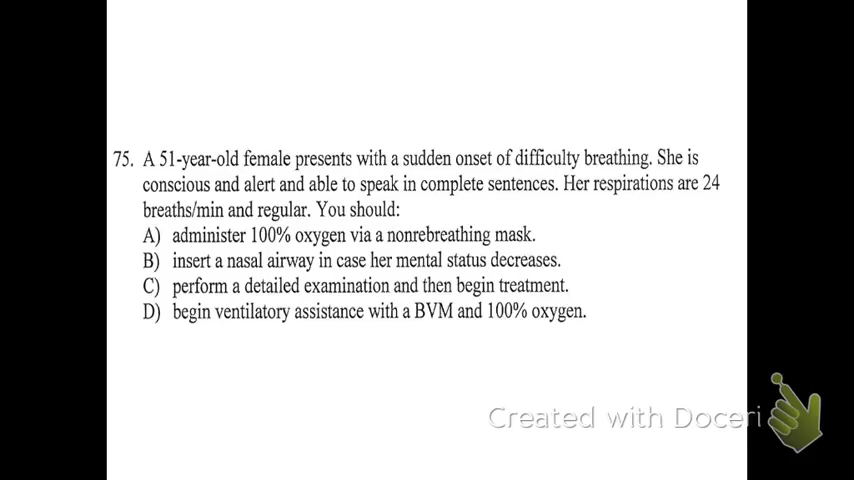 75. A 51-year-old female presents with a sudden onset of difficulty breathing. She is
conscious and alert and able to speak in complete sentences. Her respirations are 24
breaths/min and regular. You should:
A) administer 100% oxygen via a nonrebreathing mask.
B) insert a nasal airway in case her mental status decreases.
C) perform a detailed examination and then begin treatment.
D) begin ventilatory assistance with a BVM and 100% oxygen.
Created with Doceri